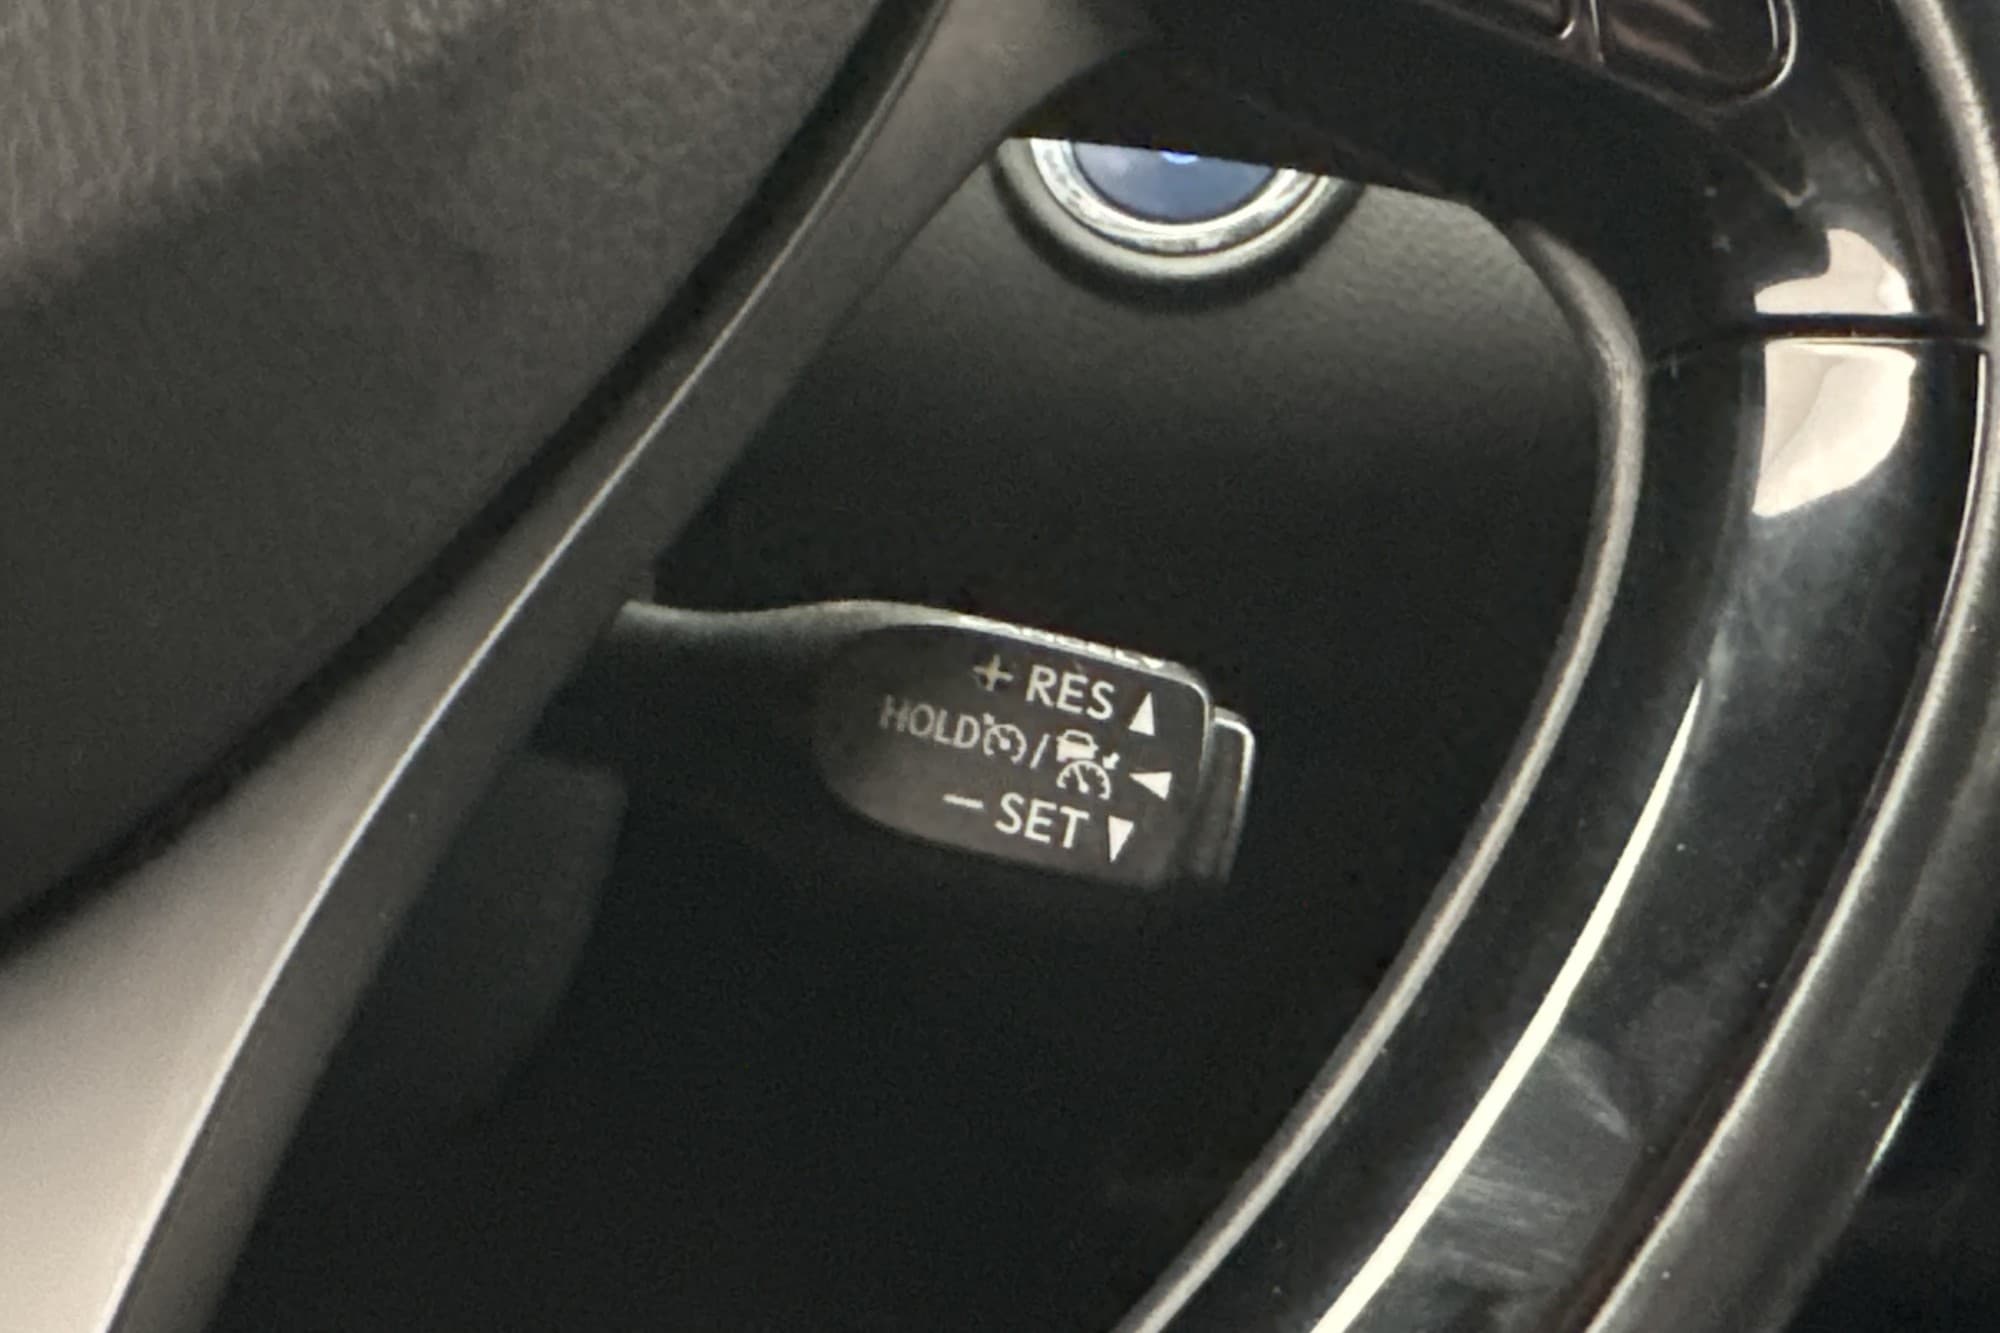 + RES ▲
HOLD / ◀
− SET ▼